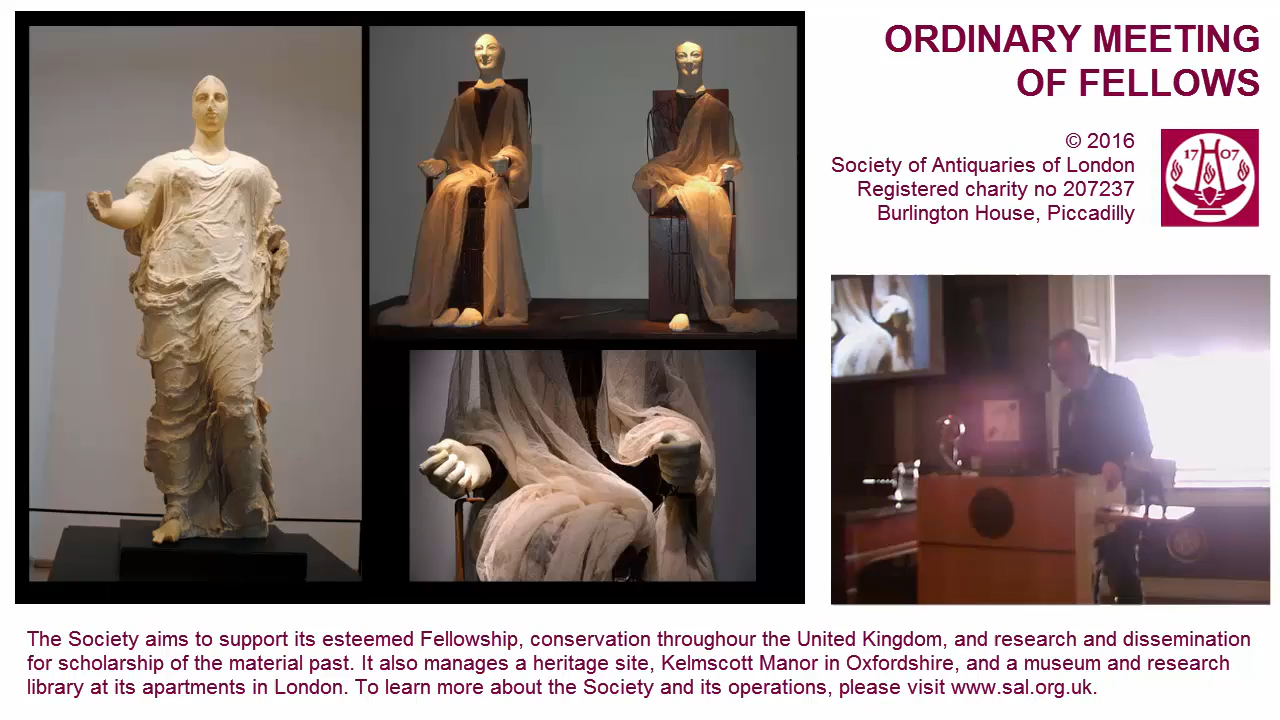 ORDINARY MEETING
OF FELLOWS
© 2016
Society of Antiquaries of London
Registered charity no 207237
Burlington House, Piccadilly
17 07
The Society aims to support its esteemed Fellowship, conservation throughour the United Kingdom, and research and dissemination
for scholarship of the material past. It also manages a heritage site, Kelmscott Manor in Oxfordshire, and a museum and research
library at its apartments in London. To learn more about the Society and its operations, please visit www.sal.org.uk.